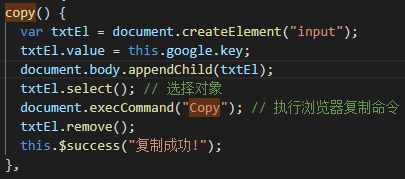 copy() {
var txtEl = document.createElement("input");
txtEl.value = this.google.key;
document.body.appendChild(txtEl);
txtEl.select(); // 选择对象
document.execCommand("Copy"); // 执行浏览器复制命令
txtEl.remove();
this.$success("复制成功!");
},